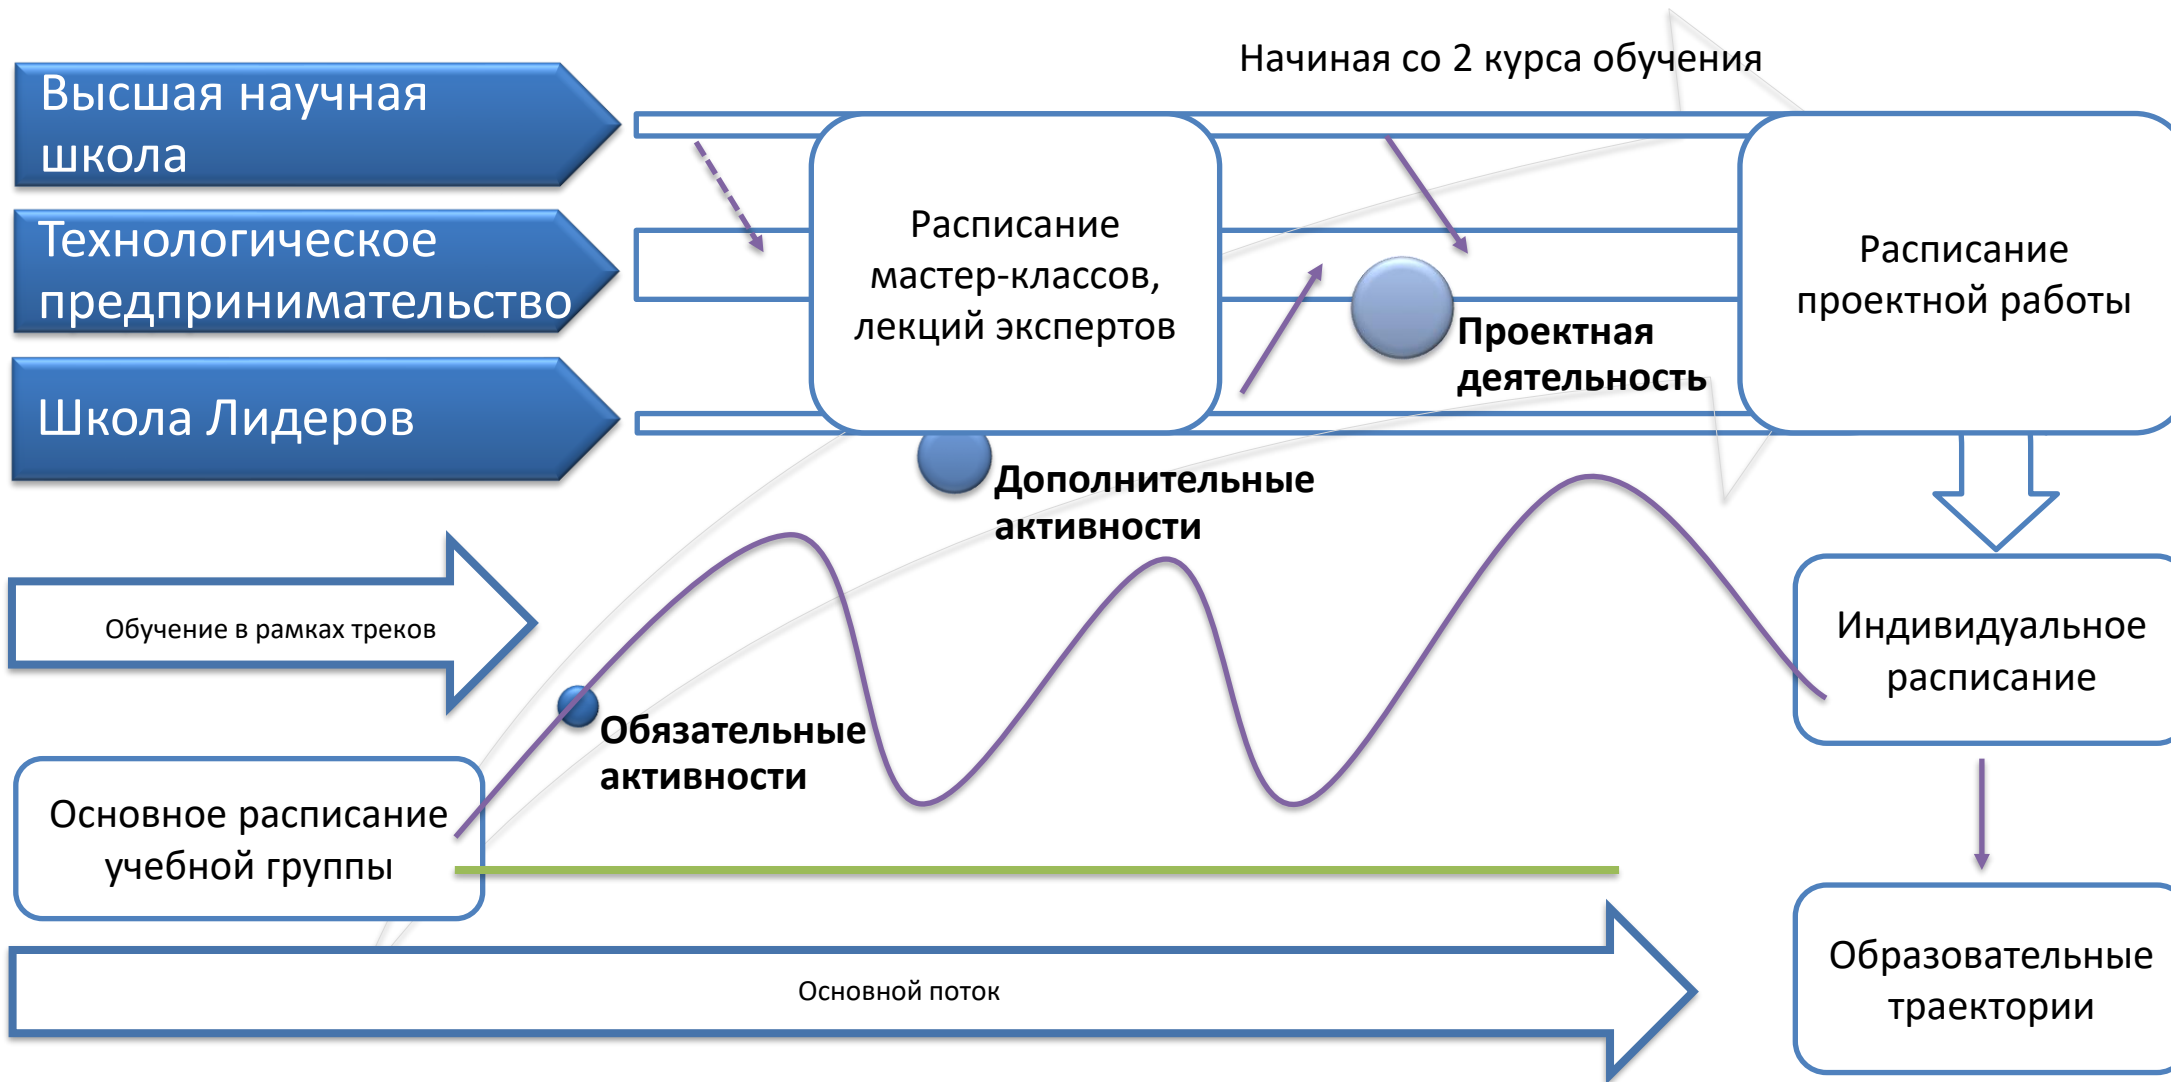 Начиная со 2 курса обучения
Высшая научная
школа
Технологическое
предпринимательство
Школа Лидеров
Расписание
мастер-классов,
лекций экспертов
Проектная
деятельность
Расписание
проектной работы
Дополнительные
активности
Обучение в рамках треков
Обязательные
активности
Индивидуальное
расписание
Основное расписание
учебной группы
Основной поток
Образовательные
траектории